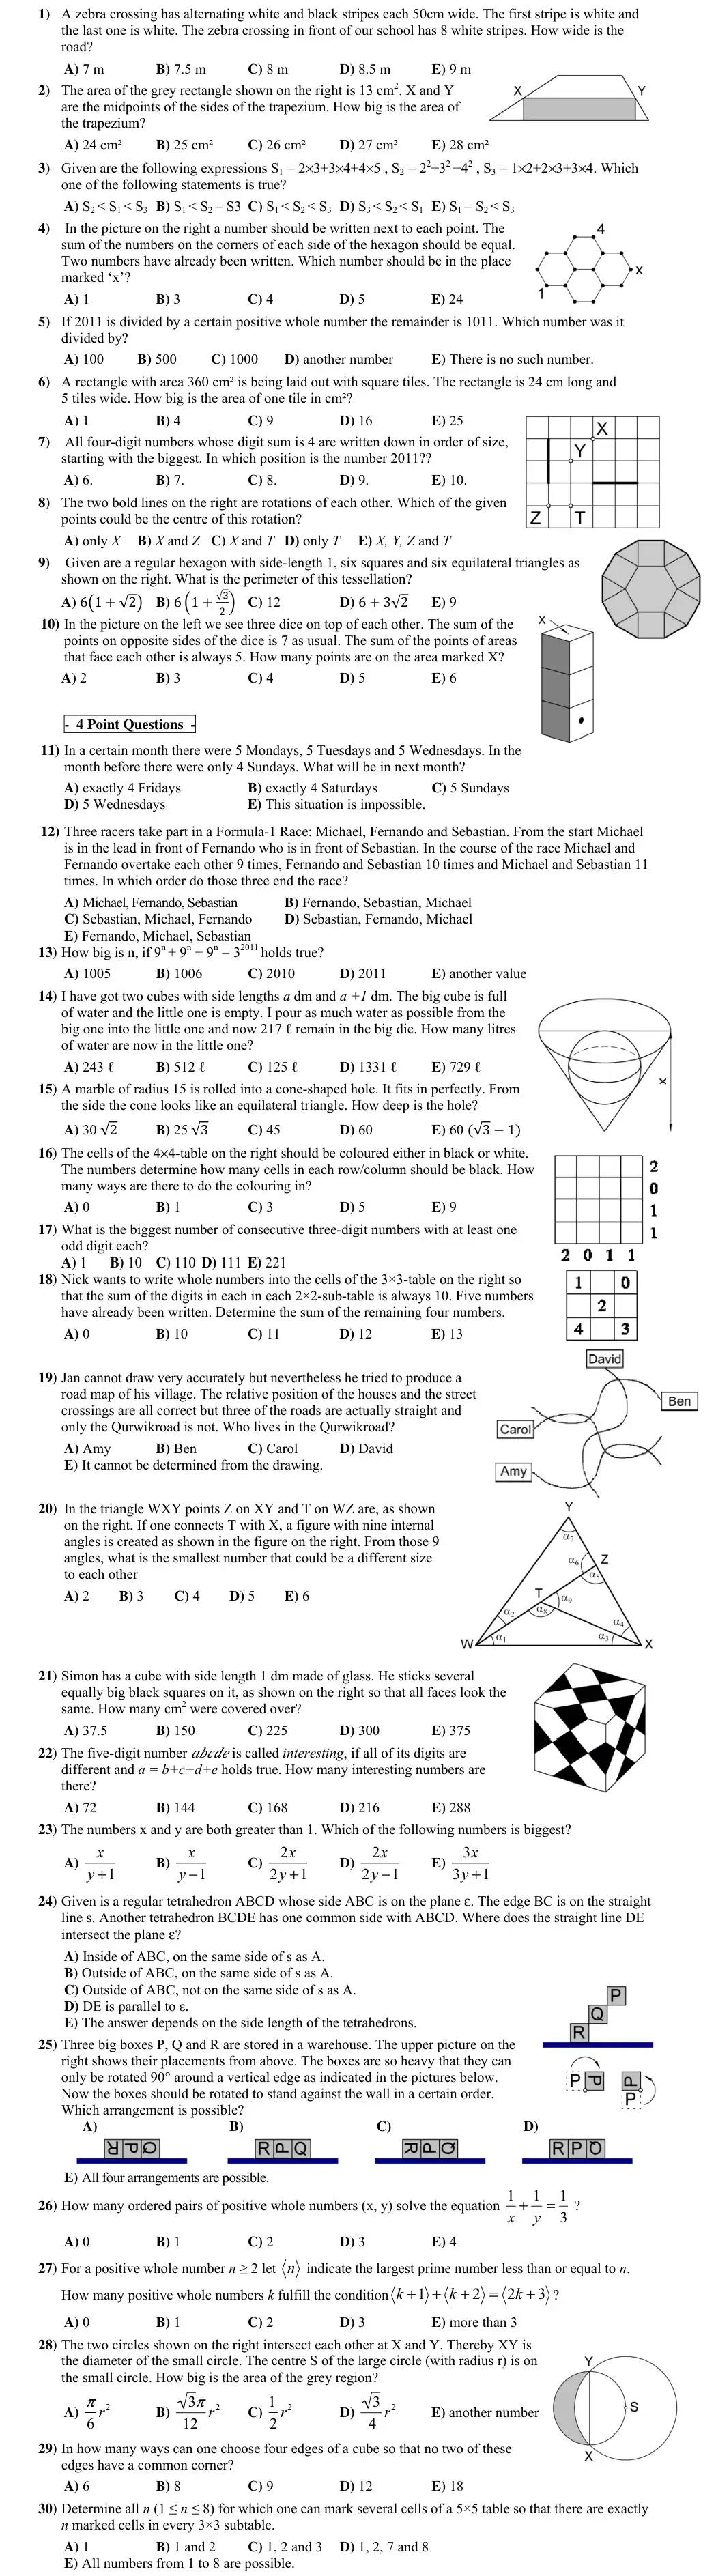 1) A zebra crossing has alternating white and black stripes each 50cm wide. The first stripe is white and
the last one is white. The zebra crossing in front of our school has 8 white stripes. How wide is the
road?
A) 7 m B) 7.5 m C) 8 m D) 8.5 m E) 9 m
2) The area of the grey rectangle shown on the right is 13 cm². X and Y
are the midpoints of the sides of the trapezium. How big is the area of
the trapezium?
X Y
A) 24 cm² B) 25 cm² C) 26 cm² D) 27 cm² E) 28 cm²
3) Given are the following expressions S₁ = 2×3+3×4+4×5 , S₂ = 2²+3²+4² , S₃ = 1×2+2×3+3×4. Which
one of the following statements is true?
A) S₂ < S₁ < S₃ B) S₁ < S₂ = S3 C) S₁ < S₂ < S₃ D) S₃ < S₂ < S₁ E) S₁ = S₂ < S₃
4) In the picture on the right a number should be written next to each point. The
sum of the numbers on the corners of each side of the hexagon should be equal.
Two numbers have already been written. Which number should be in the place
marked ‘x’?
4
x
1
A) 1 B) 3 C) 4 D) 5 E) 24
5) If 2011 is divided by a certain positive whole number the remainder is 1011. Which number was it
divided by?
A) 100 B) 500 C) 1000 D) another number E) There is no such number.
6) A rectangle with area 360 cm² is being laid out with square tiles. The rectangle is 24 cm long and
5 tiles wide. How big is the area of one tile in cm²?
A) 1 B) 4 C) 9 D) 16 E) 25
7) All four-digit numbers whose digit sum is 4 are written down in order of size,
starting with the biggest. In which position is the number 2011??
A) 6. B) 7. C) 8. D) 9. E) 10.
X
Y
Z T
8) The two bold lines on the right are rotations of each other. Which of the given
points could be the centre of this rotation?
A) only X B) X and Z C) X and T D) only T E) X, Y, Z and T
9) Given are a regular hexagon with side-length 1, six squares and six equilateral triangles as
shown on the right. What is the perimeter of this tessellation?
A) 6(1 + √2) B) 6(1 + √3/2) C) 12 D) 6 + 3√2 E) 9
10) In the picture on the left we see three dice on top of each other. The sum of the
points on opposite sides of the dice is 7 as usual. The sum of the points of areas
that face each other is always 5. How many points are on the area marked X?
x
A) 2 B) 3 C) 4 D) 5 E) 6
- 4 Point Questions -
11) In a certain month there were 5 Mondays, 5 Tuesdays and 5 Wednesdays. In the
month before there were only 4 Sundays. What will be in next month?
A) exactly 4 Fridays B) exactly 4 Saturdays C) 5 Sundays
D) 5 Wednesdays E) This situation is impossible.
12) Three racers take part in a Formula-1 Race: Michael, Fernando and Sebastian. From the start Michael
is in the lead in front of Fernando who is in front of Sebastian. In the course of the race Michael and
Fernando overtake each other 9 times, Fernando and Sebastian 10 times and Michael and Sebastian 11
times. In which order do those three end the race?
A) Michael, Fernando, Sebastian B) Fernando, Sebastian, Michael
C) Sebastian, Michael, Fernando D) Sebastian, Fernando, Michael
E) Fernando, Michael, Sebastian
13) How big is n, if 9ⁿ + 9ⁿ + 9ⁿ = 3²⁰¹¹ holds true?
A) 1005 B) 1006 C) 2010 D) 2011 E) another value
14) I have got two cubes with side lengths a dm and a +1 dm. The big cube is full
of water and the little one is empty. I pour as much water as possible from the
big one into the little one and now 217 ℓ remain in the big die. How many litres
of water are now in the little one?
A) 243 ℓ B) 512 ℓ C) 125 ℓ D) 1331 ℓ E) 729 ℓ
15) A marble of radius 15 is rolled into a cone-shaped hole. It fits in perfectly. From
the side the cone looks like an equilateral triangle. How deep is the hole?
x
A) 30 √2 B) 25 √3 C) 45 D) 60 E) 60 (√3 − 1)
16) The cells of the 4×4-table on the right should be coloured either in black or white.
The numbers determine how many cells in each row/column should be black. How
many ways are there to do the colouring in?
A) 0 B) 1 C) 3 D) 5 E) 9
2
0
1
1
2 0 1 1
17) What is the biggest number of consecutive three-digit numbers with at least one
odd digit each?
A) 1 B) 10 C) 110 D) 111 E) 221
18) Nick wants to write whole numbers into the cells of the 3×3-table on the right so
that the sum of the digits in each in each 2×2-sub-table is always 10. Five numbers
have already been written. Determine the sum of the remaining four numbers.
A) 0 B) 10 C) 11 D) 12 E) 13
1 0
2
4 3
19) Jan cannot draw very accurately but nevertheless he tried to produce a
road map of his village. The relative position of the houses and the street
crossings are all correct but three of the roads are actually straight and
only the Qurwikroad is not. Who lives in the Qurwikroad?
David
Ben
Carol
Amy
A) Amy B) Ben C) Carol D) David
E) It cannot be determined from the drawing.
20) In the triangle WXY points Z on XY and T on WZ are, as shown
on the right. If one connects T with X, a figure with nine internal
angles is created as shown in the figure on the right. From those 9
angles, what is the smallest number that could be a different size
to each other
A) 2 B) 3 C) 4 D) 5 E) 6
Y
α₇
α₆ Z
α₅
T α₉
α₂ α₈ α₄
W α₁ α₃ X
21) Simon has a cube with side length 1 dm made of glass. He sticks several
equally big black squares on it, as shown on the right so that all faces look the
same. How many cm² were covered over?
A) 37.5 B) 150 C) 225 D) 300 E) 375
22) The five-digit number abcde is called interesting, if all of its digits are
different and a = b+c+d+e holds true. How many interesting numbers are
there?
A) 72 B) 144 C) 168 D) 216 E) 288
23) The numbers x and y are both greater than 1. Which of the following numbers is biggest?
A) x/(y+1) B) x/(y−1) C) 2x/(2y+1) D) 2x/(2y−1) E) 3x/(3y+1)
24) Given is a regular tetrahedron ABCD whose side ABC is on the plane ε. The edge BC is on the straight
line s. Another tetrahedron BCDE has one common side with ABCD. Where does the straight line DE
intersect the plane ε?
A) Inside of ABC, on the same side of s as A.
B) Outside of ABC, on the same side of s as A.
C) Outside of ABC, not on the same side of s as A.
D) DE is parallel to ε.
E) The answer depends on the side length of the tetrahedrons.
P
Q
R
25) Three big boxes P, Q and R are stored in a warehouse. The upper picture on the
right shows their placements from above. The boxes are so heavy that they can
only be rotated 90° around a vertical edge as indicated in the pictures below.
Now the boxes should be rotated to stand against the wall in a certain order.
Which arrangement is possible?
P P P
P
A) B) C) D)
R P Q R P Q R P Q R P Q
E) All four arrangements are possible.
26) How many ordered pairs of positive whole numbers (x, y) solve the equation 1/x + 1/y = 1/3 ?
A) 0 B) 1 C) 2 D) 3 E) 4
27) For a positive whole number n ≥ 2 let ⟨n⟩ indicate the largest prime number less than or equal to n.
How many positive whole numbers k fulfill the condition ⟨k+1⟩+⟨k+2⟩=⟨2k+3⟩?
A) 0 B) 1 C) 2 D) 3 E) more than 3
28) The two circles shown on the right intersect each other at X and Y. Thereby XY is
the diameter of the small circle. The centre S of the large circle (with radius r) is on
the small circle. How big is the area of the grey region?
Y
S
X
A) π/6 r² B) √3π/12 r² C) 1/2 r² D) √3/4 r² E) another number
29) In how many ways can one choose four edges of a cube so that no two of these
edges have a common corner?
A) 6 B) 8 C) 9 D) 12 E) 18
30) Determine all n (1 ≤ n ≤ 8) for which one can mark several cells of a 5×5 table so that there are exactly
n marked cells in every 3×3 subtable.
A) 1 B) 1 and 2 C) 1, 2 and 3 D) 1, 2, 7 and 8
E) All numbers from 1 to 8 are possible.